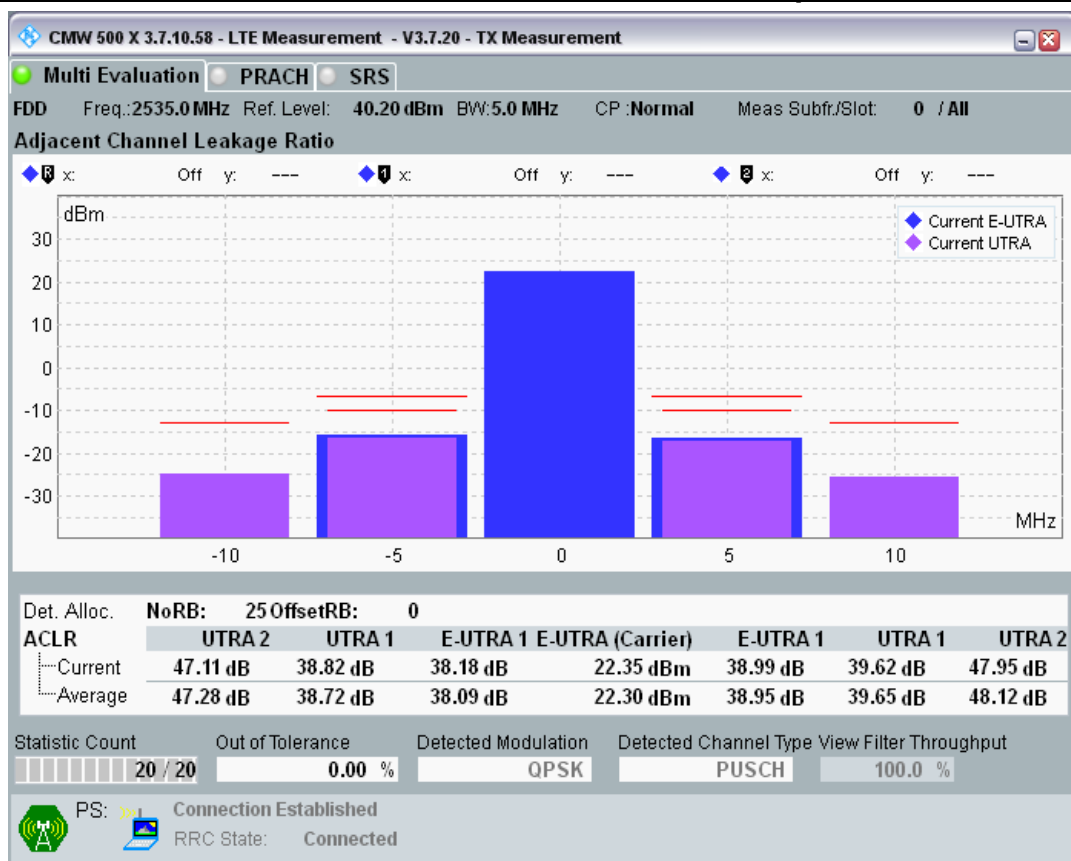 CMW 500 X 3.7.10.58 - LTE Measurement - V3.7.20 - TX Measurement
Multi Evaluation PRACH SRS
FDD Freq.:2535.0 MHz Ref. Level: 40.20 dBm BW:5.0 MHz CP :Normal Meas Subfr./Slot: 0 / All
Adjacent Channel Leakage Ratio
R x: Off y: --- 1 x: Off y: --- 2 x: Off y: ---
dBm
Current E-UTRA
Current UTRA
30
20
10
0
-10
-20
-30
MHz
-10 -5 0 5 10
Det. Alloc. NoRB: 25 OffsetRB: 0
ACLR UTRA 2 UTRA 1 E-UTRA 1 E-UTRA (Carrier) E-UTRA 1 UTRA 1 UTRA 2
Current 47.11 dB 38.82 dB 38.18 dB 22.35 dBm 38.99 dB 39.62 dB 47.95 dB
Average 47.28 dB 38.72 dB 38.09 dB 22.30 dBm 38.95 dB 39.65 dB 48.12 dB
Statistic Count Out of Tolerance Detected Modulation Detected Channel Type View Filter Throughput
20 / 20 0.00 % QPSK PUSCH 100.0 %
PS: Connection Established
RRC State: Connected